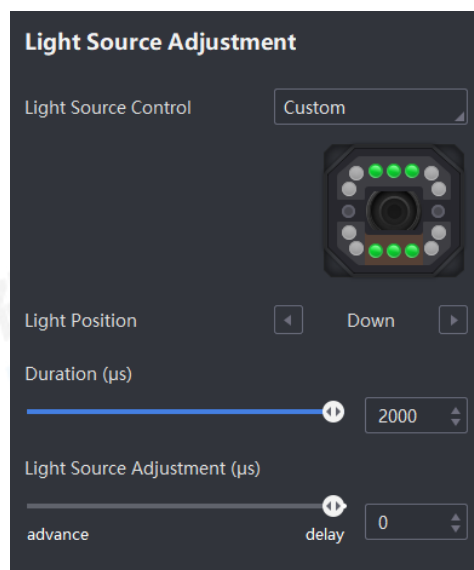 Light Source Adjustment
Light Source Control Custom
Light Position Down
Duration (µs)
2000
Light Source Adjustment (µs)
0
advance delay